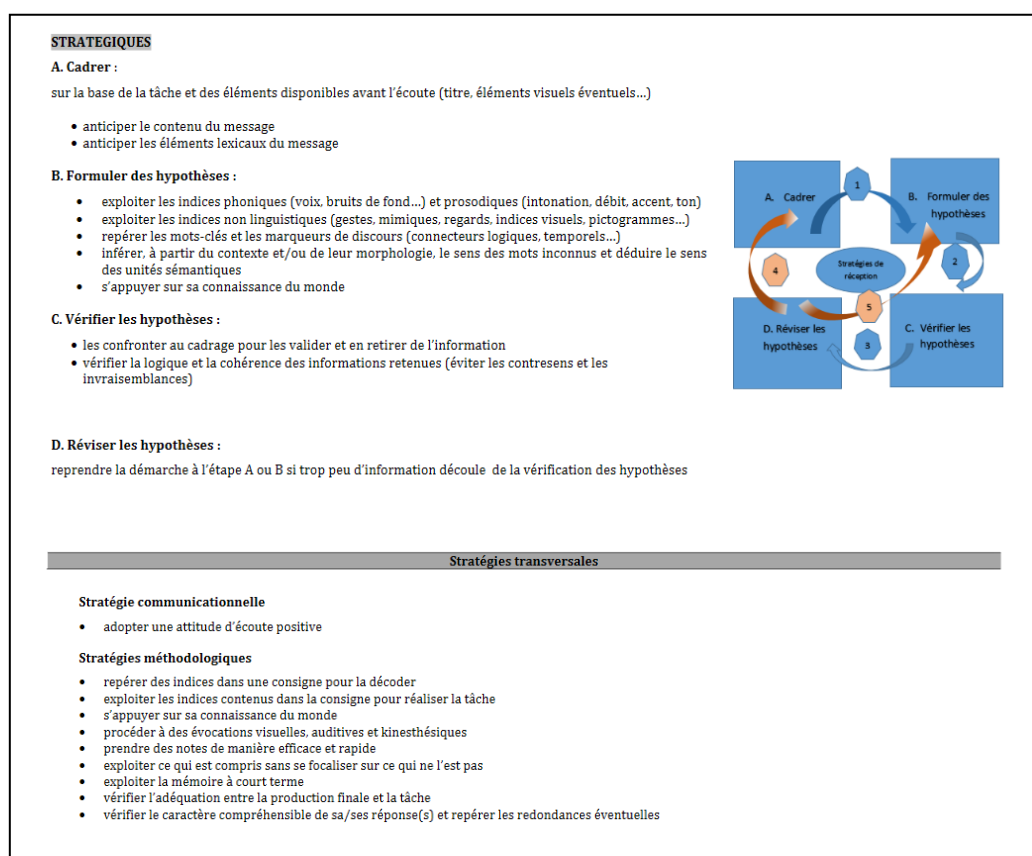 STRATEGIQUES
A. Cadrer :
sur la base de la tâche et des éléments disponibles avant l’écoute (titre, éléments visuels éventuels…)
• anticiper le contenu du message
• anticiper les éléments lexicaux du message
B. Formuler des hypothèses :
• exploiter les indices phoniques (voix, bruits de fond…) et prosodiques (intonation, débit, accent, ton)
• exploiter les indices non linguistiques (gestes, mimiques, regards, indices visuels, pictogrammes…)
• repérer les mots-clés et les marqueurs de discours (connecteurs logiques, temporels…)
• inférer, à partir du contexte et/ou de leur morphologie, le sens des mots inconnus et déduire le sens
des unités sémantiques
• s’appuyer sur sa connaissance du monde
C. Vérifier les hypothèses :
• les confronter au cadrage pour les valider et en retirer de l’information
• vérifier la logique et la cohérence des informations retenues (éviter les contresens et les
invraisemblances)
D. Réviser les hypothèses :
reprendre la démarche à l’étape A ou B si trop peu d’information découle de la vérification des hypothèses
A. Cadrer
1
B. Formuler des
hypothèses
2
Stratégies de
réception
4
5
D. Réviser les
hypothèses
3
C. Vérifier les
hypothèses
Stratégies transversales
Stratégie communicationnelle
• adopter une attitude d’écoute positive
Stratégies méthodologiques
• repérer des indices dans une consigne pour la décoder
• exploiter les indices contenus dans la consigne pour réaliser la tâche
• s’appuyer sur sa connaissance du monde
• procéder à des évocations visuelles, auditives et kinesthésiques
• prendre des notes de manière efficace et rapide
• exploiter ce qui est compris sans se focaliser sur ce qui ne l’est pas
• exploiter la mémoire à court terme
• vérifier l’adéquation entre la production finale et la tâche
• vérifier le caractère compréhensible de sa/ses réponse(s) et repérer les redondances éventuelles